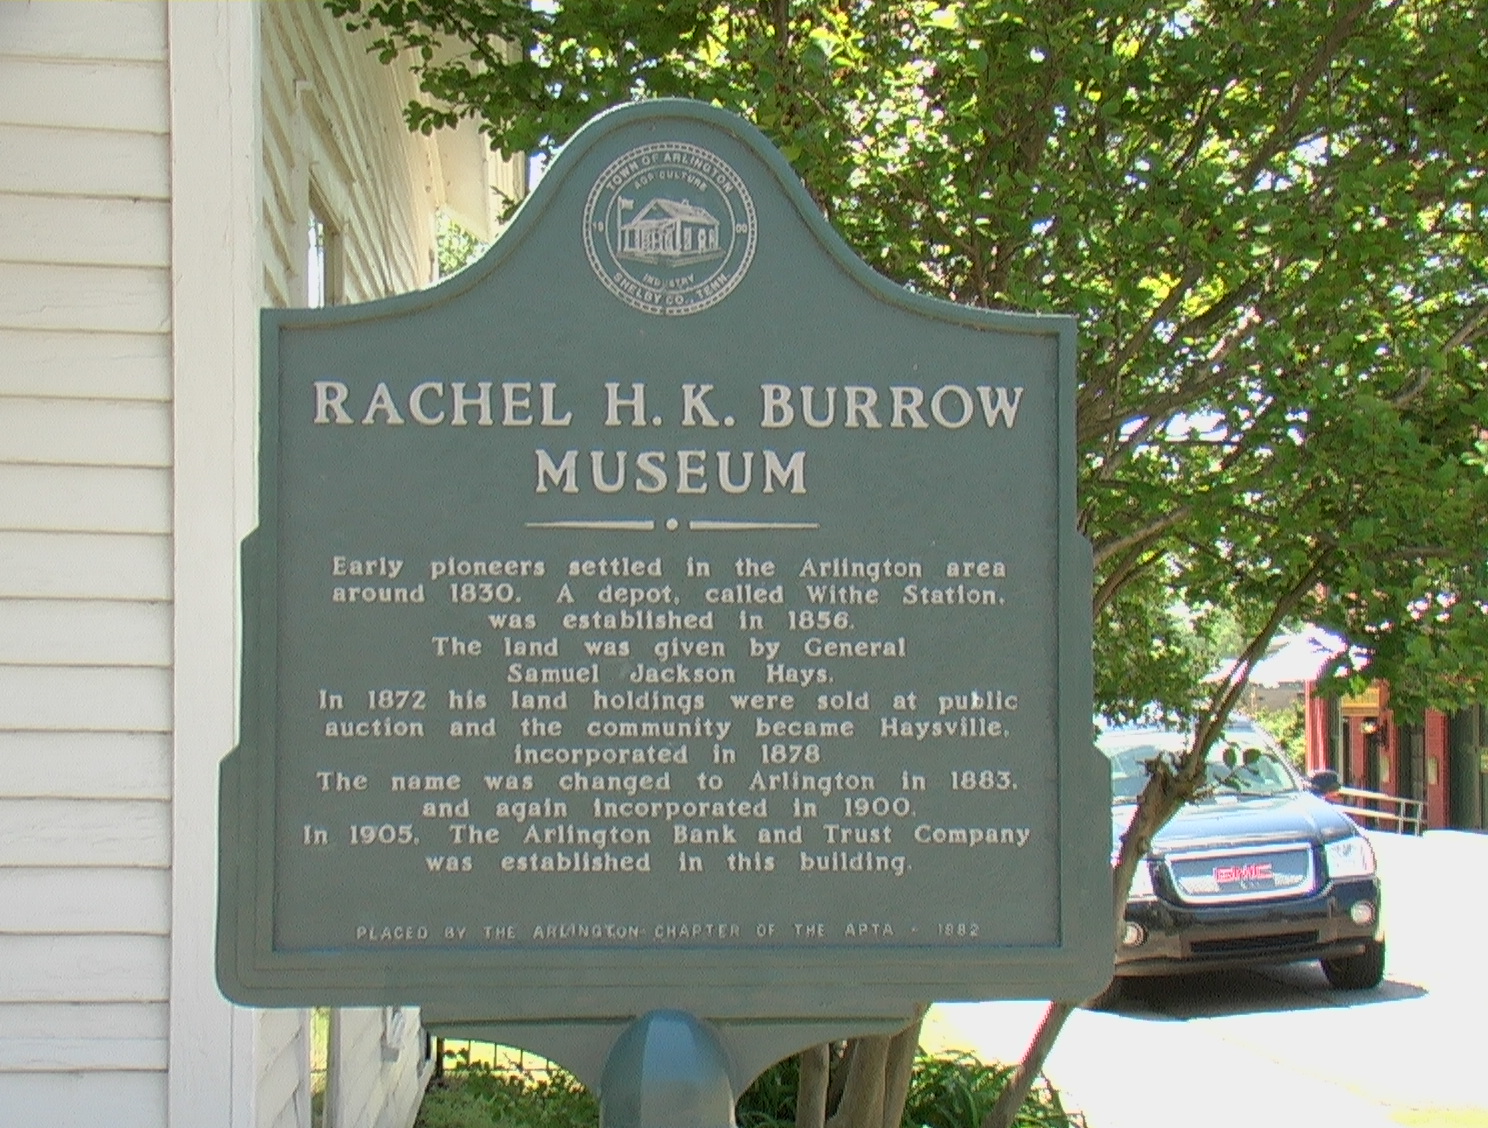 TOWN OF ARLINGTON
AGRICULTURE
19 00
INDUSTRY
SHELBY CO., TENN.
RACHEL H. K. BURROW
MUSEUM
Early pioneers settled in the Arlington area
around 1830. A depot, called Withe Station,
was established in 1856.
The land was given by General
Samuel Jackson Hays.
In 1872 his land holdings were sold at public
auction and the community became Haysville,
incorporated in 1878
The name was changed to Arlington in 1883,
and again incorporated in 1900.
In 1905, The Arlington Bank and Trust Company
was established in this building.
PLACED BY THE ARLINGTON CHAPTER OF THE APTA - 1982
GMC